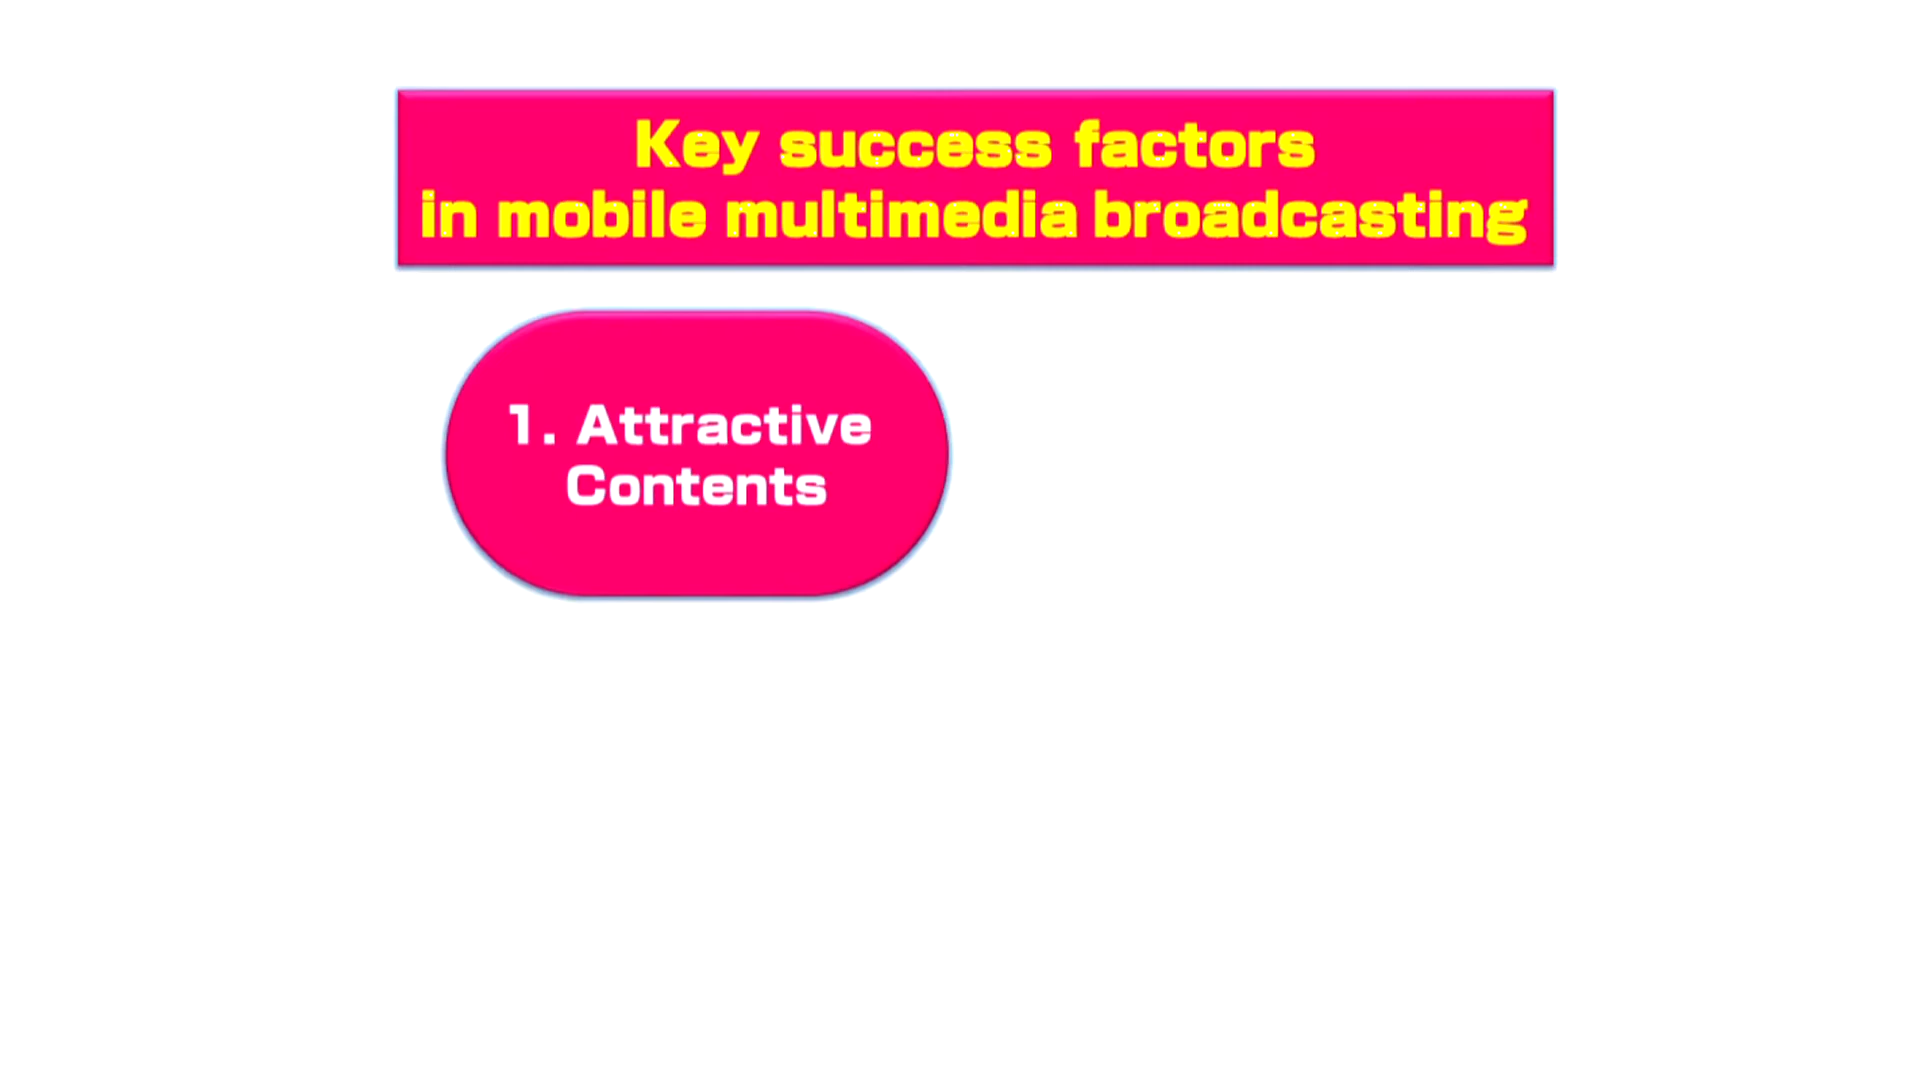 Key success factors
in mobile multimedia broadcasting
1. Attractive
Contents